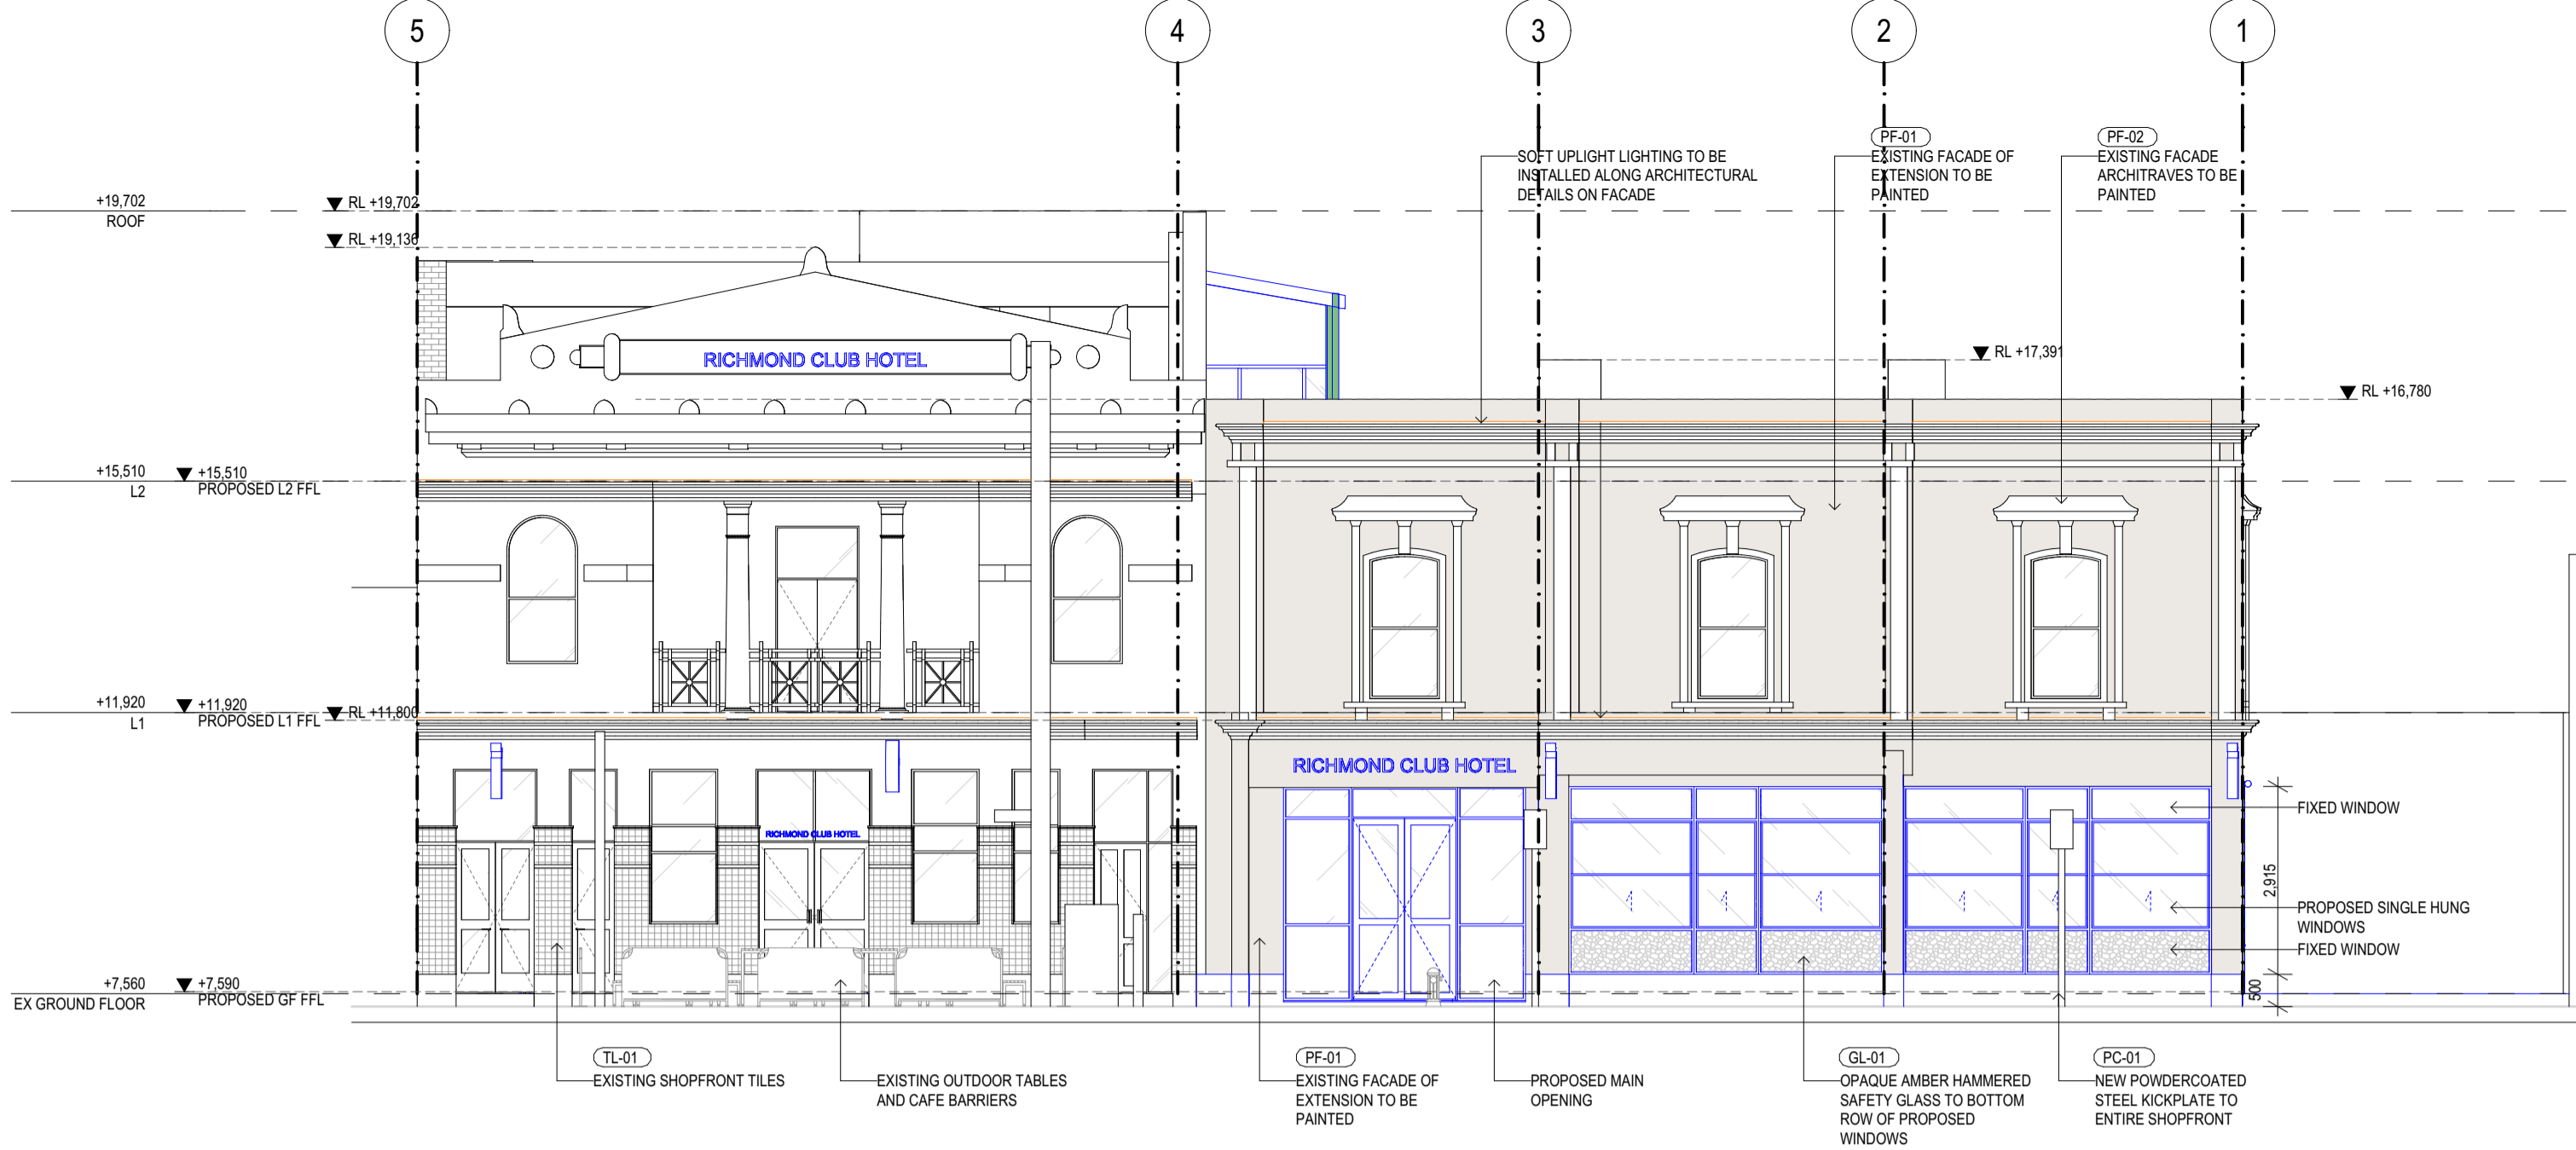 5
4
3
2
1
SOFT UPLIGHT LIGHTING TO BE
INSTALLED ALONG ARCHITECTURAL
DETAILS ON FACADE
PF-01
EXISTING FACADE OF
EXTENSION TO BE
PAINTED
PF-02
EXISTING FACADE
ARCHITRAVES TO BE
PAINTED
+19,702
ROOF
RL +19,702
RL +19,136
RICHMOND CLUB HOTEL
RL +17,391
RL +16,780
+15,510
L2
+15,510
PROPOSED L2 FFL
+11,920
L1
+11,920
PROPOSED L1 FFL
RL +11,800
RICHMOND CLUB HOTEL
RICHMOND CLUB HOTEL
FIXED WINDOW
2,915
PROPOSED SINGLE HUNG
WINDOWS
FIXED WINDOW
500
+7,560
EX GROUND FLOOR
+7,590
PROPOSED GF FFL
TL-01
EXISTING SHOPFRONT TILES
EXISTING OUTDOOR TABLES
AND CAFE BARRIERS
PF-01
EXISTING FACADE OF
EXTENSION TO BE
PAINTED
PROPOSED MAIN
OPENING
GL-01
OPAQUE AMBER HAMMERED
SAFETY GLASS TO BOTTOM
ROW OF PROPOSED
WINDOWS
PC-01
NEW POWDERCOATED
STEEL KICKPLATE TO
ENTIRE SHOPFRONT